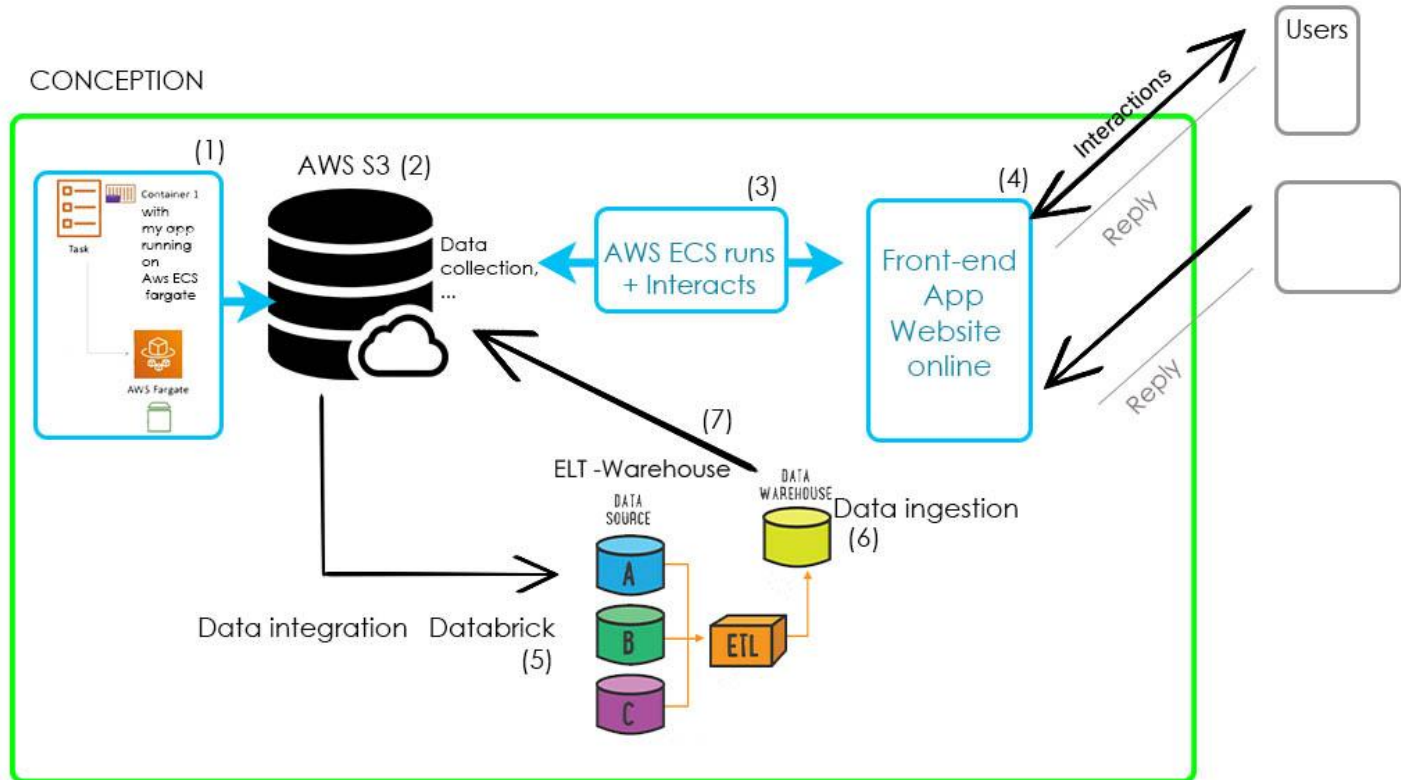 CONCEPTION
Users
Interactions
Reply
Reply
(1)
Container 1
with
my app
running
on
Aws ECS
fargate
Task
AWS Fargate
AWS S3 (2)
Data
collection,
...
(3)
AWS ECS runs
+ Interacts
(4)
Front-end
App
Website
online
(7)
ELT -Warehouse
DATA
SOURCE
A
B
C
ETL
DATA
WAREHOUSE
Data ingestion
(6)
Data integration
Databrick
(5)